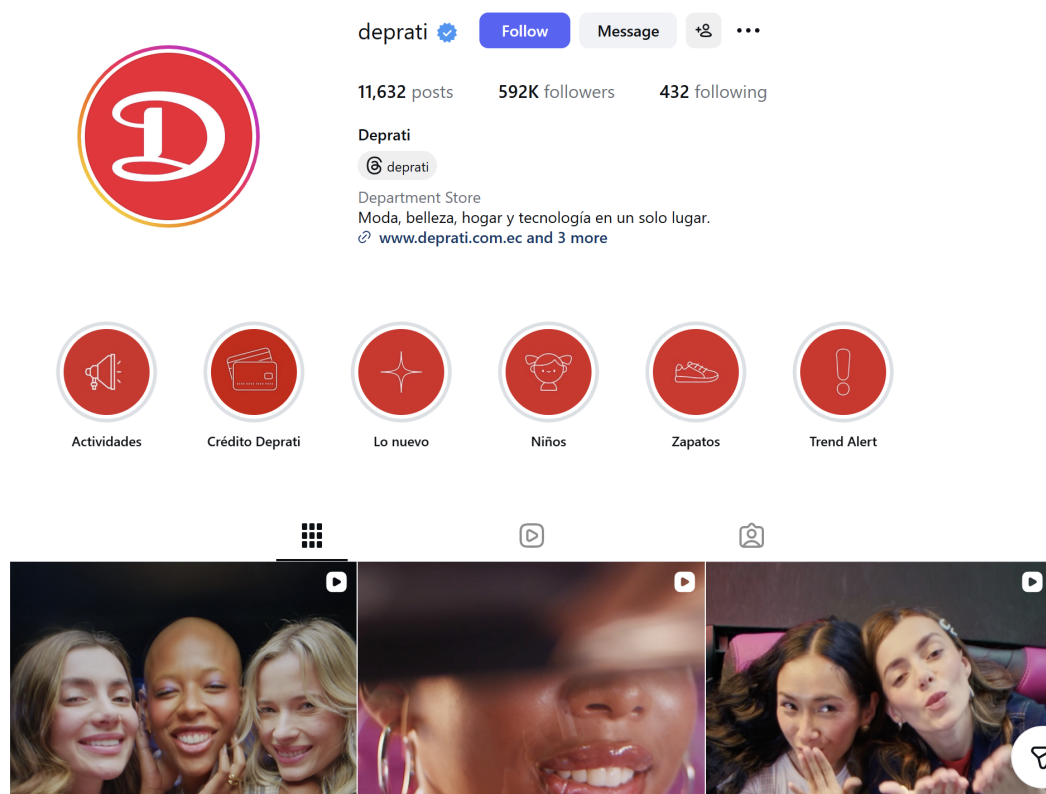 deprati Follow Message
11,632 posts 592K followers 432 following
Deprati
deprati
Department Store
Moda, belleza, hogar y tecnología en un solo lugar.
www.deprati.com.ec and 3 more
D
Actividades Crédito Deprati Lo nuevo Niños Zapatos Trend Alert